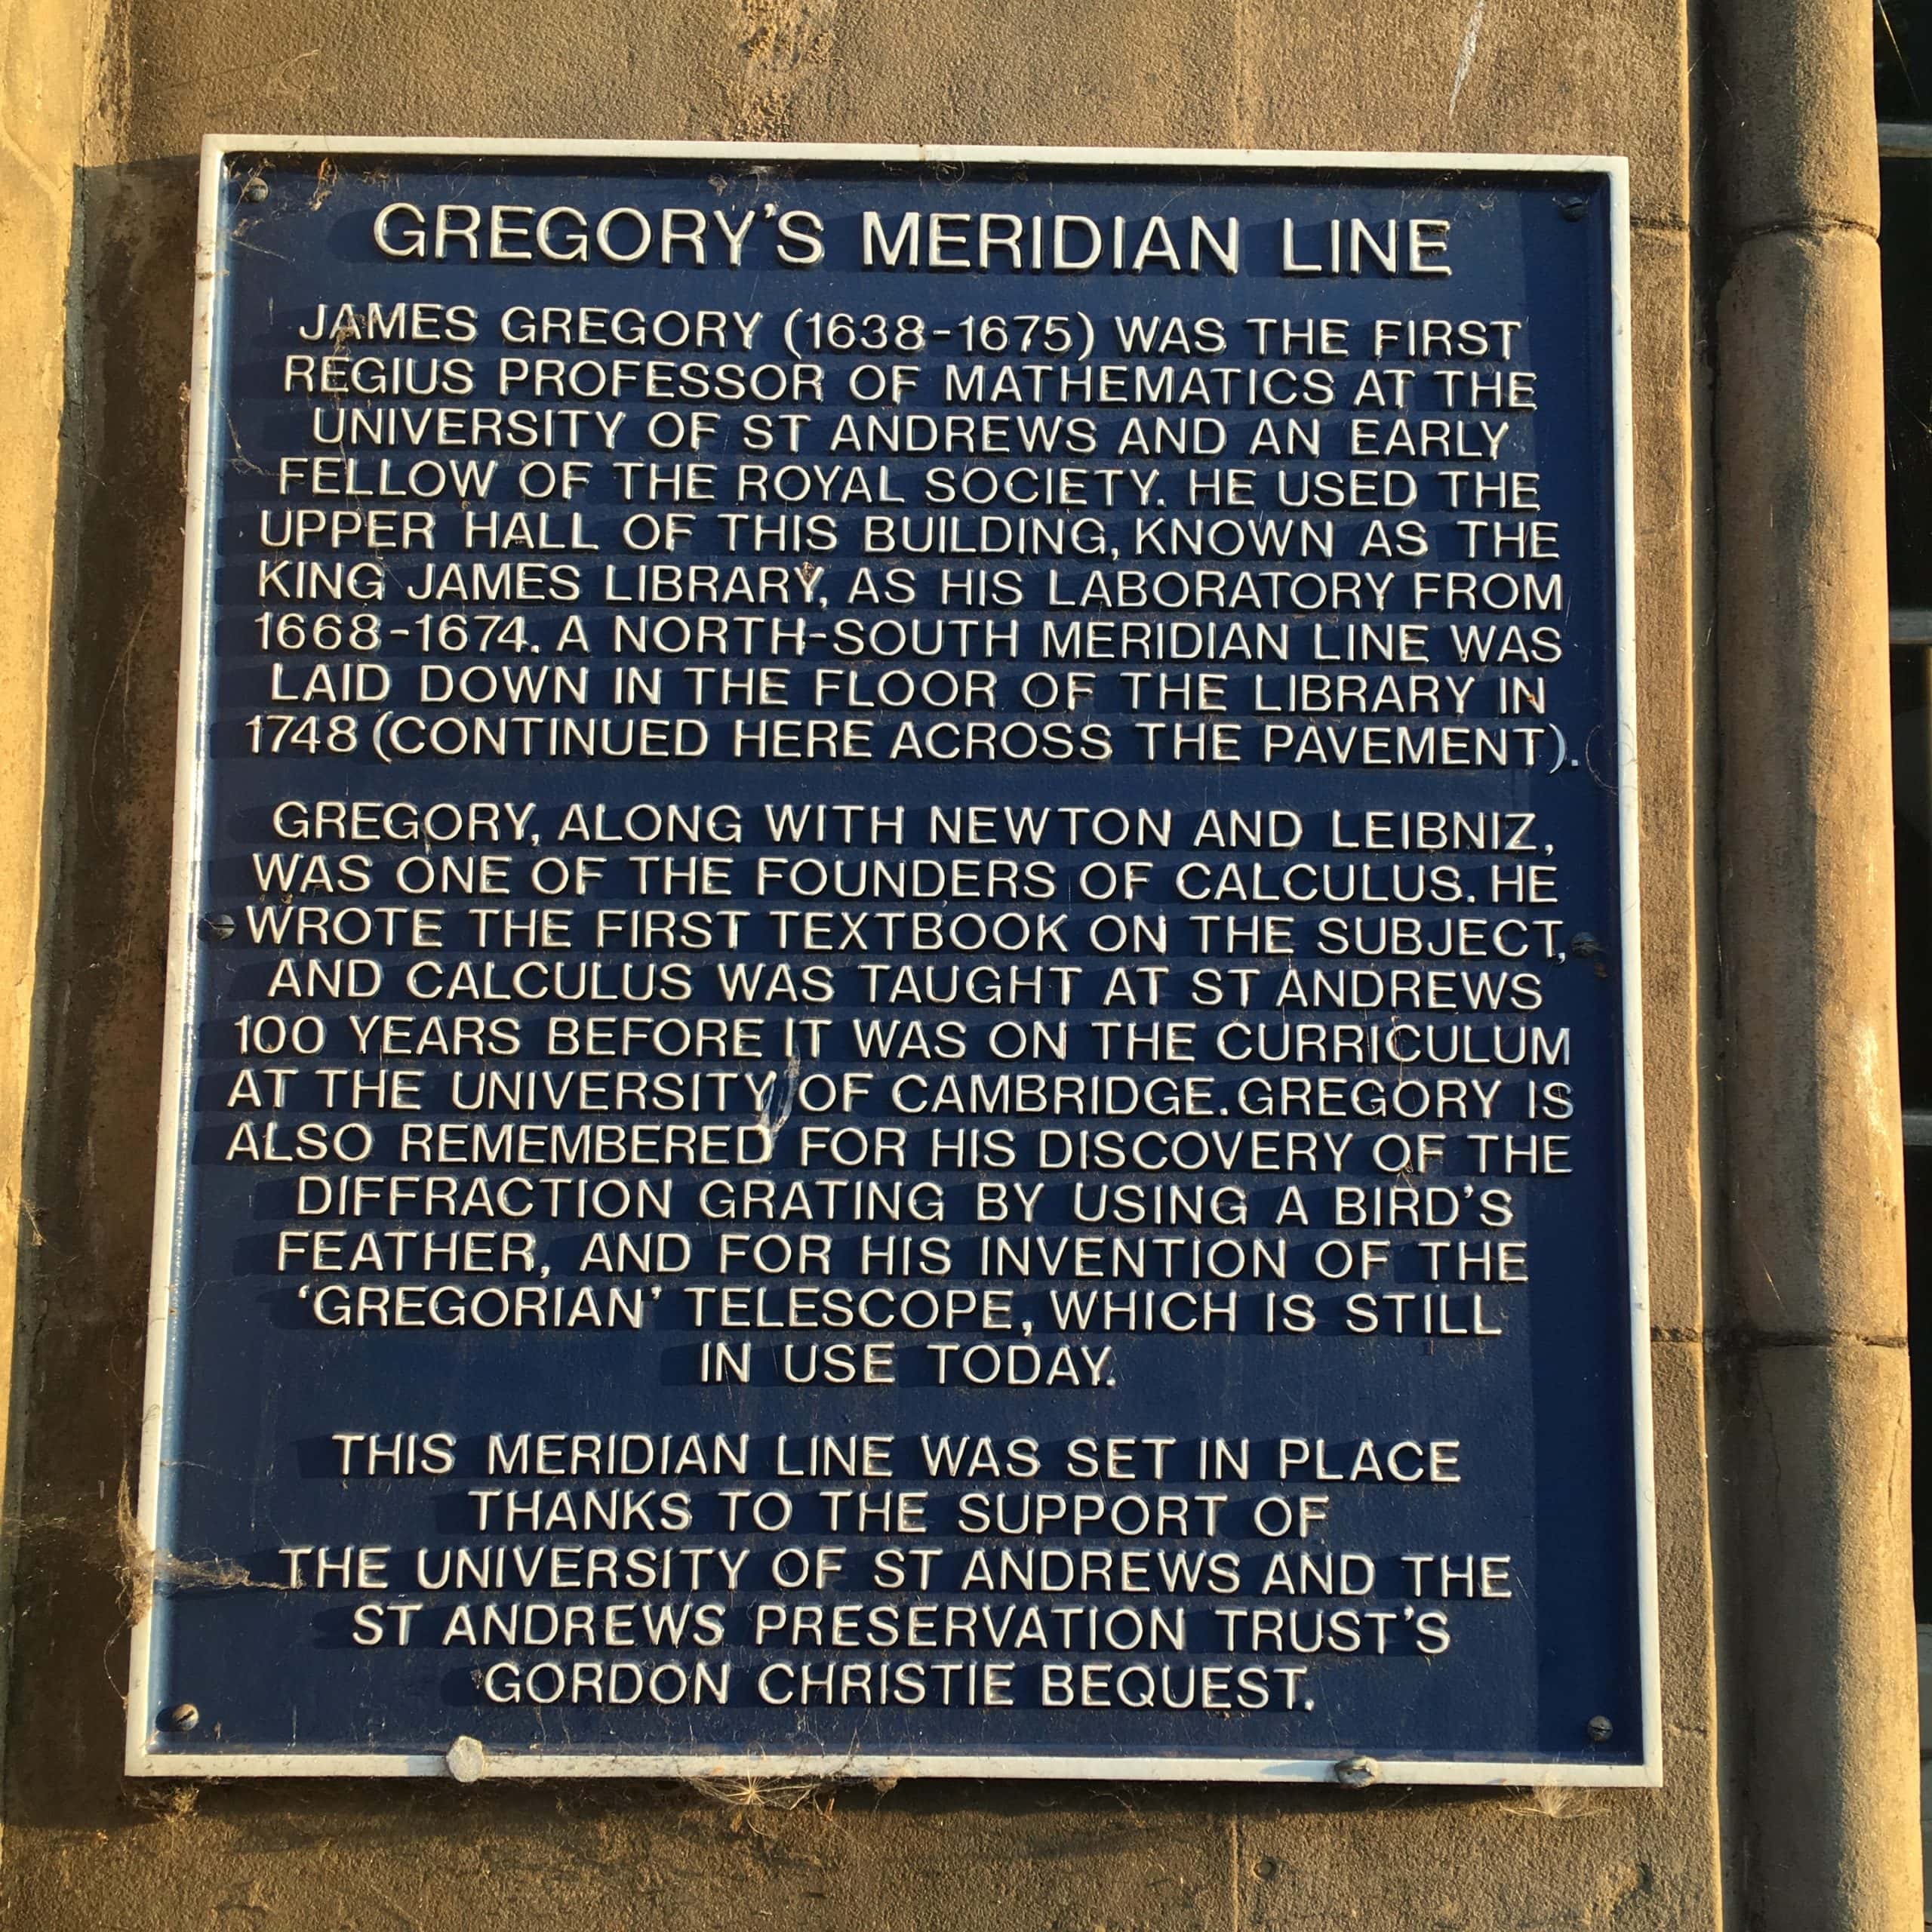 GREGORY'S MERIDIAN LINE
JAMES GREGORY (1638-1675) WAS THE FIRST
REGIUS PROFESSOR OF MATHEMATICS AT THE
UNIVERSITY OF ST ANDREWS AND AN EARLY
FELLOW OF THE ROYAL SOCIETY. HE USED THE
UPPER HALL OF THIS BUILDING, KNOWN AS THE
KING JAMES LIBRARY, AS HIS LABORATORY FROM
1668-1674. A NORTH-SOUTH MERIDIAN LINE WAS
LAID DOWN IN THE FLOOR OF THE LIBRARY IN
1748 (CONTINUED HERE ACROSS THE PAVEMENT).
GREGORY, ALONG WITH NEWTON AND LEIBNIZ,
WAS ONE OF THE FOUNDERS OF CALCULUS. HE
WROTE THE FIRST TEXTBOOK ON THE SUBJECT,
AND CALCULUS WAS TAUGHT AT ST ANDREWS
100 YEARS BEFORE IT WAS ON THE CURRICULUM
AT THE UNIVERSITY OF CAMBRIDGE. GREGORY IS
ALSO REMEMBERED FOR HIS DISCOVERY OF THE
DIFFRACTION GRATING BY USING A BIRD'S
FEATHER, AND FOR HIS INVENTION OF THE
'GREGORIAN' TELESCOPE, WHICH IS STILL
IN USE TODAY.
THIS MERIDIAN LINE WAS SET IN PLACE
THANKS TO THE SUPPORT OF
THE UNIVERSITY OF ST ANDREWS AND THE
ST ANDREWS PRESERVATION TRUST'S
GORDON CHRISTIE BEQUEST.